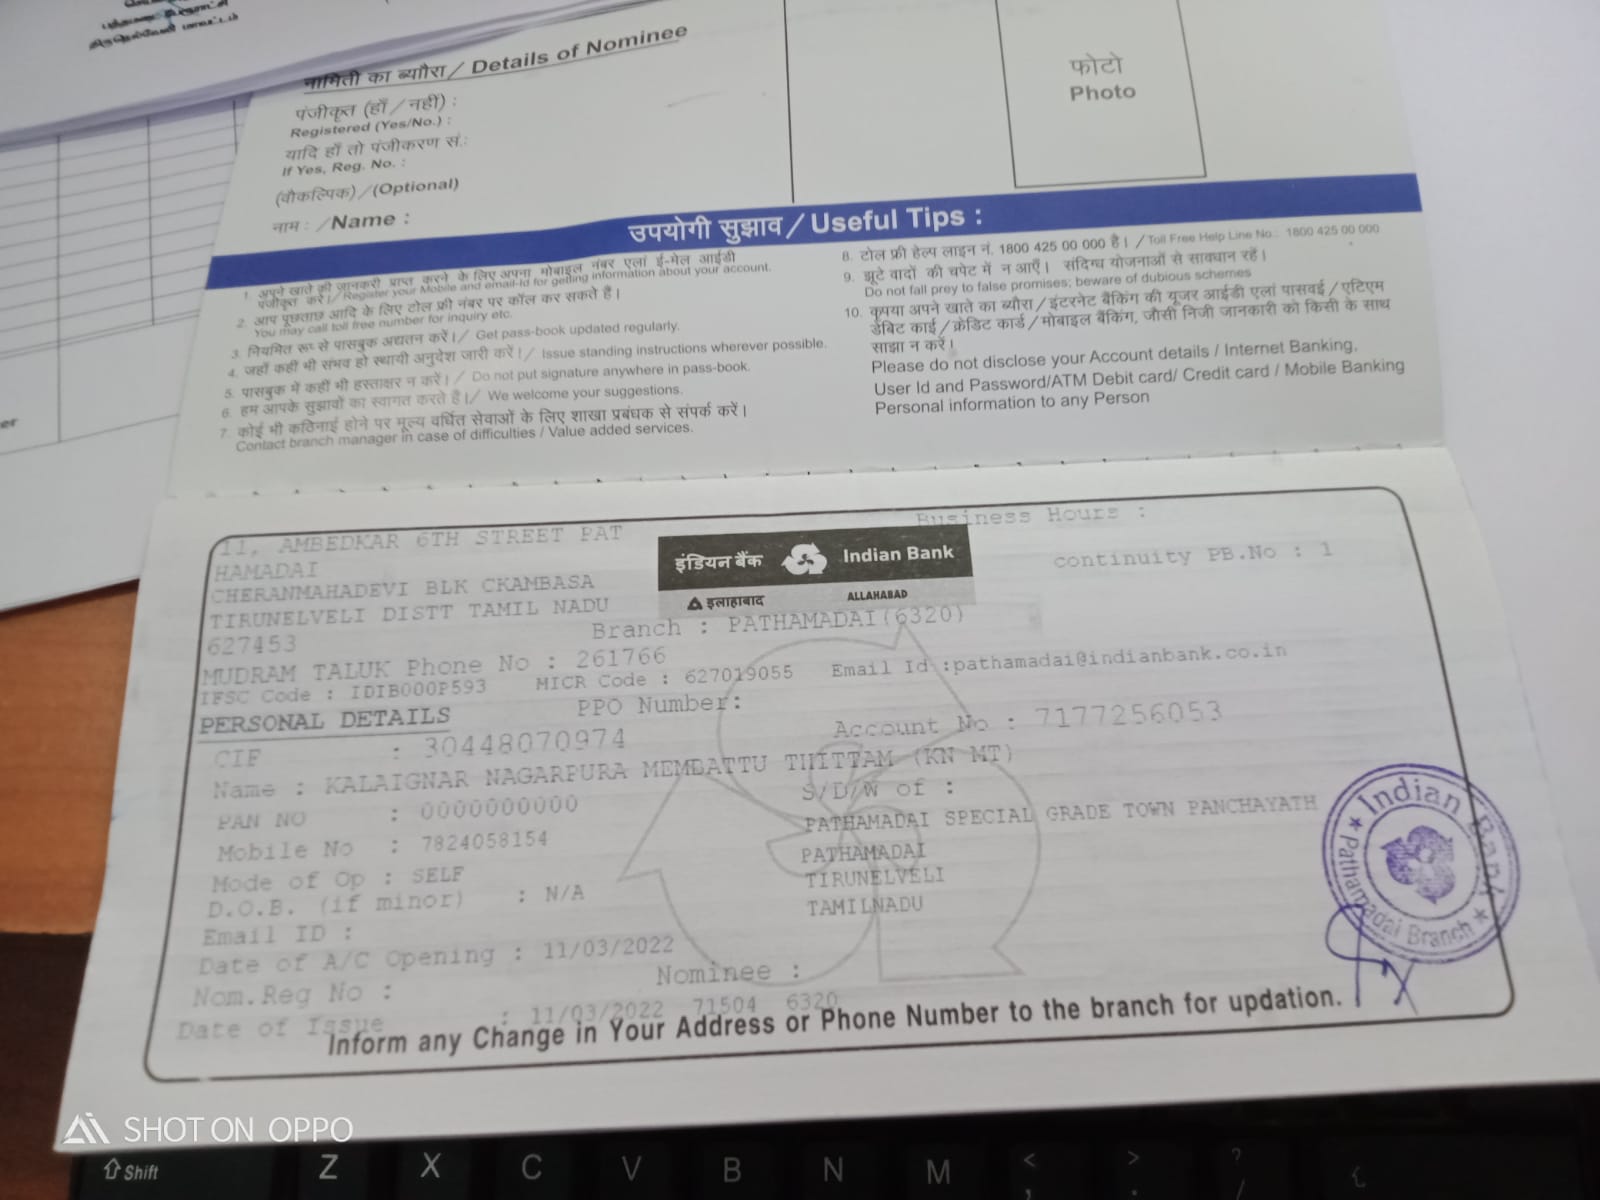 திருநெல்வேலி மாவட்டம்
नामिती का ब्यौरा / Details of Nominee
पंजीकृत (हाँ / नहीं) :
Registered (Yes/No.) :
यादि हाँ तो पंजीकरण सं.:
If Yes, Reg. No. :
(वौकल्पिक) / (Optional)
नाम : / Name :
फोटो
Photo
उपयोगी सुझाव / Useful Tips :
1. अपने खाते की जानकारी प्राप्त करने के लिए अपना मोबाइल नंबर एलां ई-मेल आईडी
पंजीकृत करें। / Register your Mobile and email-Id for getting information about your account.
2. आप पूछताछ आदि के लिए टोल फ्री नंबर पर कॉल कर सकते हैं।
You may call toll free number for inquiry etc.
3. नियमित रूप से पासबुक अद्यतन करें। / Get pass-book updated regularly.
4. जहाँ कहीं भी संभव हो स्थायी अनुदेश जारी करें। / Issue standing instructions wherever possible.
5. पासबुक में कहीं भी हस्ताक्षर न करें। / Do not put signature anywhere in pass-book.
6. हम आपके सुझावों का स्वागत करते हैं। / We welcome your suggestions.
7. कोई भी कठिनाई होने पर मूल्य वर्धित सेवाओं के लिए शाखा प्रबंधक से संपर्क करें।
Contact branch manager in case of difficulties / Value added services.
8. टोल फ्री हेल्प लाइन नं. 1800 425 00 000 है। / Toll Free Help Line No.: 1800 425 00 000
9. झूटे वादों की चपेट में न आएँ। संदिग्ध योजनाओं से सावधान रहें।
Do not fall prey to false promises; beware of dubious schemes
10. कृपया अपने खाते का ब्यौरा / इंटरनेट बैंकिंग की यूजर आईडी एलां पासवर्ड / एटिएम
डेबिट कार्ड / क्रेडिट कार्ड / मोबाइल बैंकिंग, जौसी निजी जानकारी को किसी के साथ
साझा न करें।
Please do not disclose your Account details / Internet Banking,
User Id and Password/ATM Debit card/ Credit card / Mobile Banking
Personal information to any Person
11, AMBEDKAR 6TH STREET PAT
HAMADAI
CHERANMAHADEVI BLK CKAMBASA
TIRUNELVELI DISTT TAMIL NADU
627453
इंडियन बैंक Indian Bank
इलाहाबाद ALLAHABAD
Business Hours :
continuity PB.No : 1
Branch : PATHAMADAI(6320)
MUDRAM TALUK Phone No : 261766
IFSC Code : IDIB000P593 MICR Code : 627019055 Email Id :pathamadai@indianbank.co.in
PERSONAL DETAILS PPO Number:
CIF : 30448070974 Account No : 7177256053
Name : KALAIGNAR NAGARPURA MEMBATTU THITTAM (KN MT)
PAN NO : 0000000000 S/D/W of :
Mobile No : 7824058154 PATHAMADAI SPECIAL GRADE TOWN PANCHAYATH
Mode of Op : SELF PATHAMADAI
D.O.B. (if minor) : N/A TIRUNELVELI
Email ID : TAMILNADU
Date of A/C Opening : 11/03/2022
Nom.Reg No : Nominee :
Date of Issue : 11/03/2022 71504 6320
Inform any Change in Your Address or Phone Number to the branch for updation.
Indian Bank
Pathamadai Branch
SHOT ON OPPO
Shift Z X C V B N M < , > . ? /